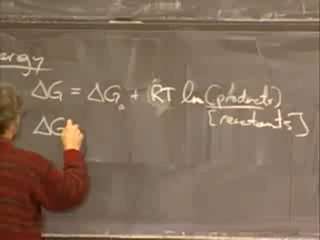 ergy
ΔG = ΔG₀ + RT ln (products)
[reactants]
ΔG